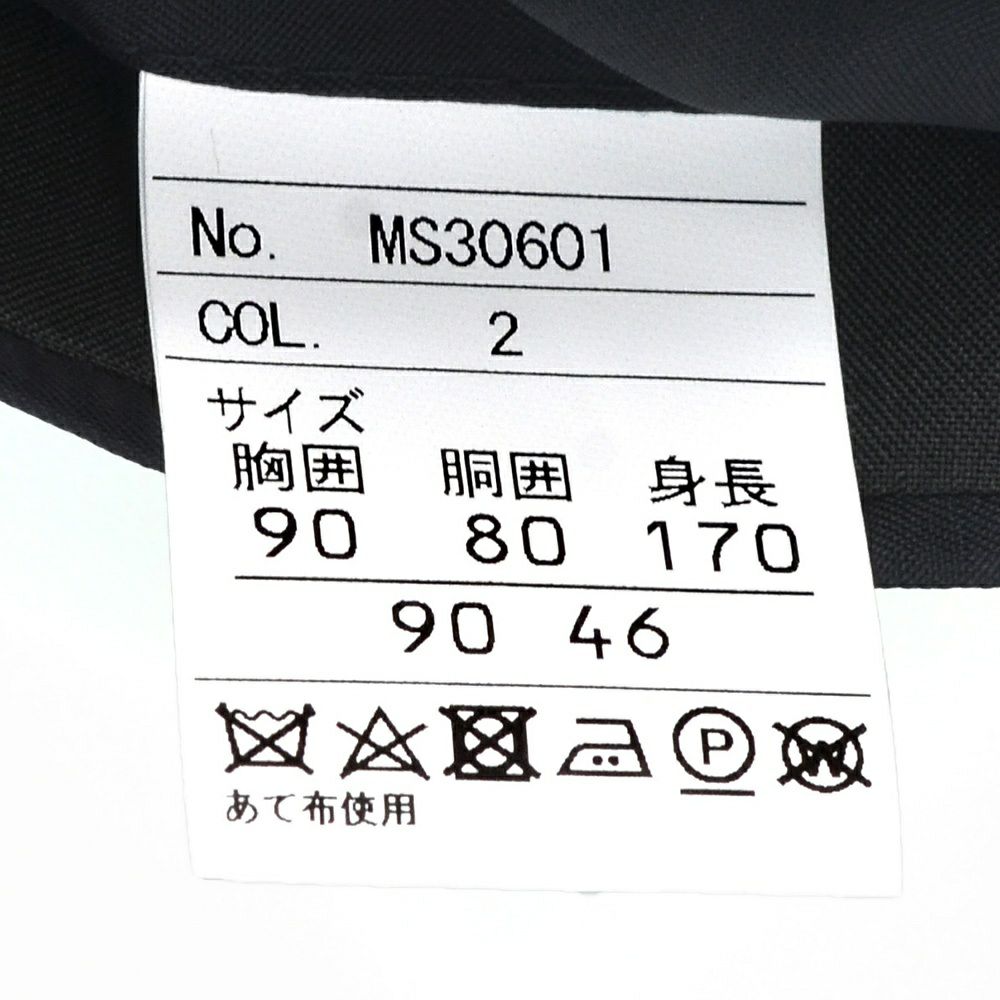 No. MS30601
COL. 2
サイズ
胸囲 胴囲 身長
90 80 170
90 46
P W
あて布使用